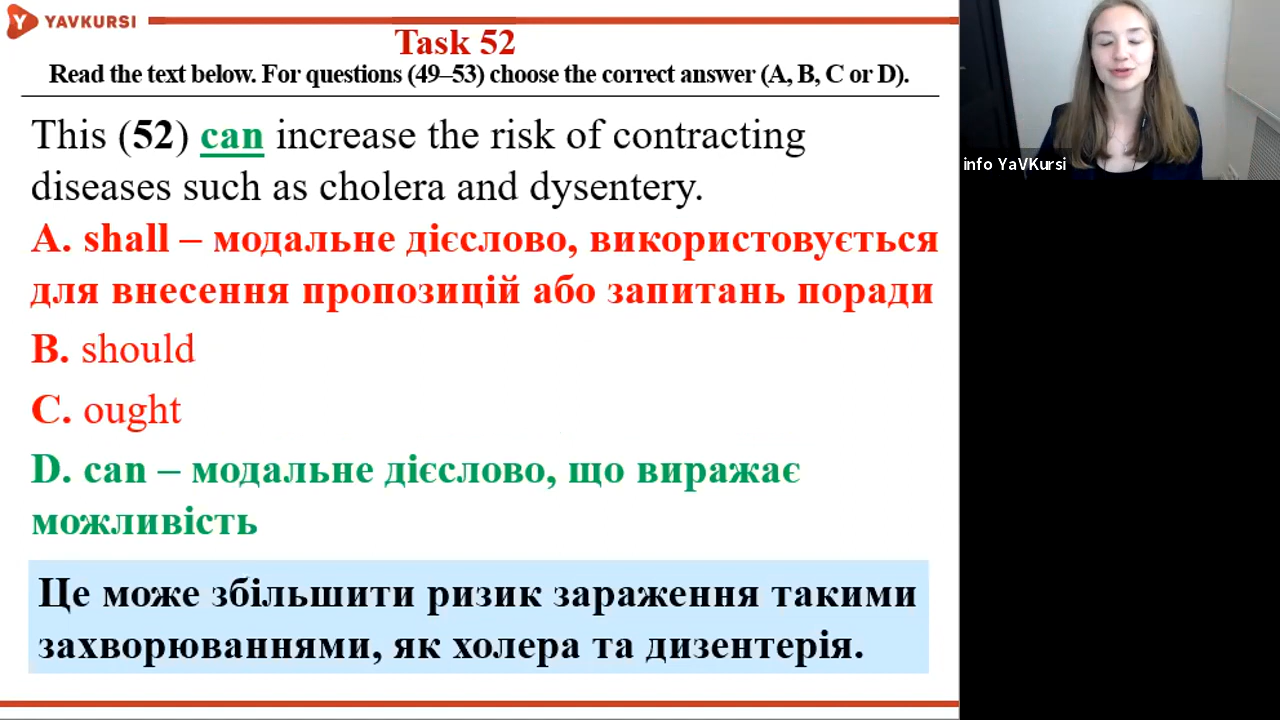 YAVKURSI
Task 52
Read the text below. For questions (49–53) choose the correct answer (A, B, C or D).
This (52) can increase the risk of contracting
diseases such as cholera and dysentery.
A. shall – модальне дієслово, використовується
для внесення пропозицій або запитань поради
B. should
C. ought
D. can – модальне дієслово, що виражає
можливість
Це може збільшити ризик зараження такими
захворюваннями, як холера та дизентерія.
info YaVKursi